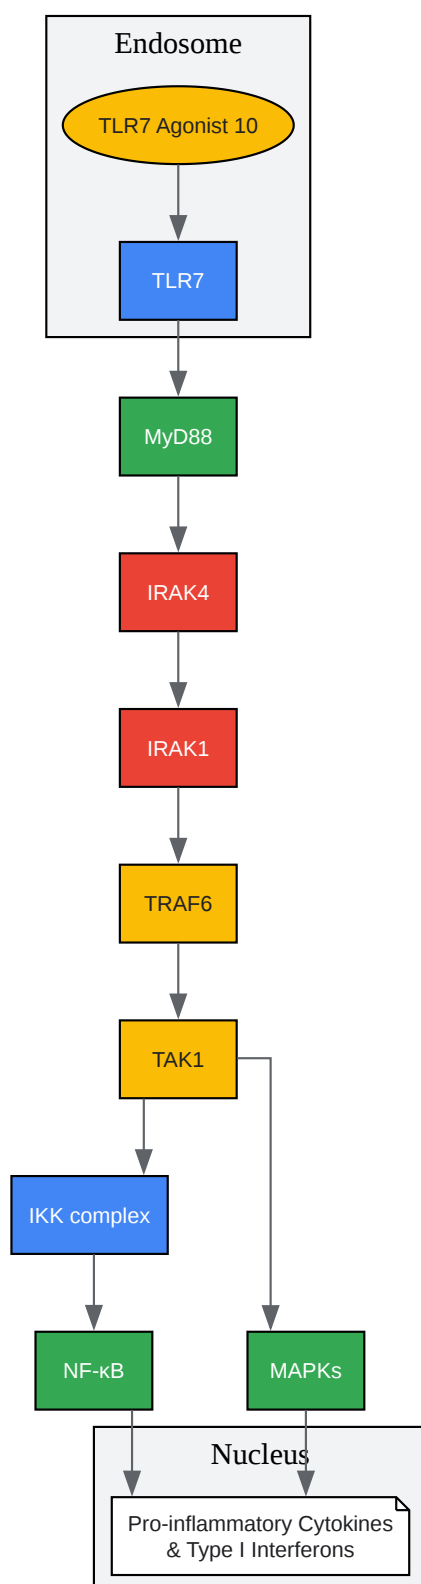 Endosome
TLR7 Agonist 10
TLR7
MyD88
IRAK4
IRAK1
TRAF6
TAK1
IKK complex
NF-κB
MAPKs
Nucleus
Pro-inflammatory Cytokines
& Type I Interferons